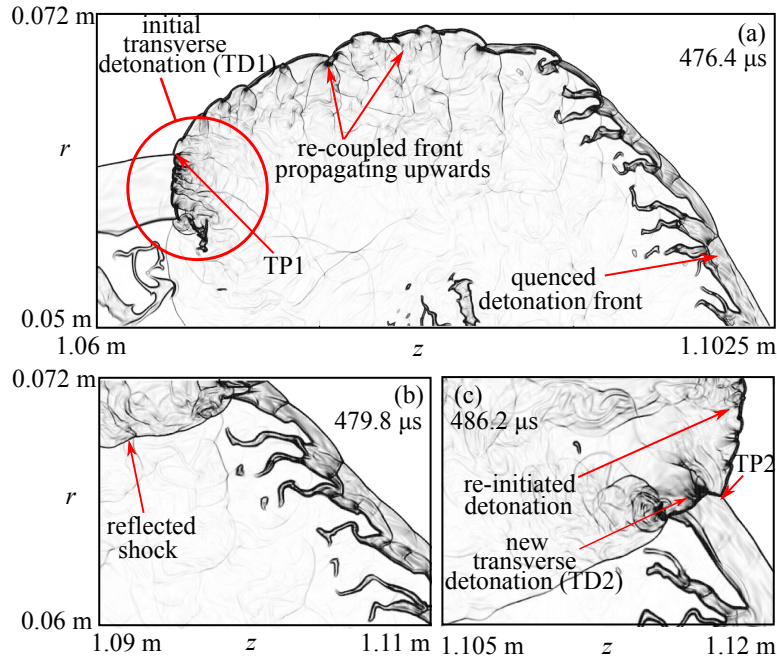 0.072 m
initial
transverse
detonation (TD1)
(a)
476.4 μs
r
re-coupled front
propagating upwards
TP1
quenced
detonation front
0.05 m
1.06 m
z
1.1025 m
0.072 m
(b)
479.8 μs
r
reflected
shock
0.06 m
1.09 m
z
1.11 m
(c)
486.2 μs
TP2
re-initiated
detonation
new
transverse
detonation (TD2)
1.105 m
z
1.12 m